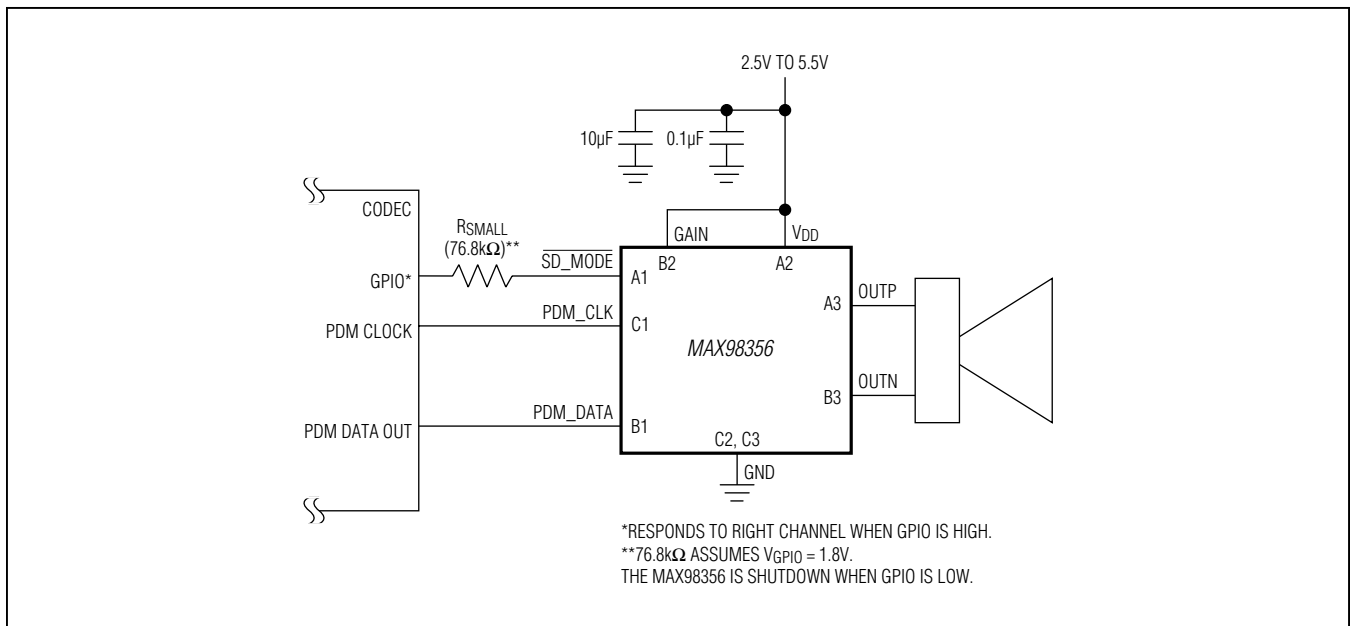 2.5V TO 5.5V
10µF
0.1µF
CODEC
RSMALL
(76.8kΩ)**
GPIO*
SD_MODE
GAIN
VDD
B2
A2
A1
PDM CLOCK
PDM_CLK
C1
MAX98356
A3
OUTP
B3
OUTN
PDM DATA OUT
PDM_DATA
B1
C2, C3
GND
*RESPONDS TO RIGHT CHANNEL WHEN GPIO IS HIGH.
**76.8kΩ ASSUMES VGPIO = 1.8V.
THE MAX98356 IS SHUTDOWN WHEN GPIO IS LOW.